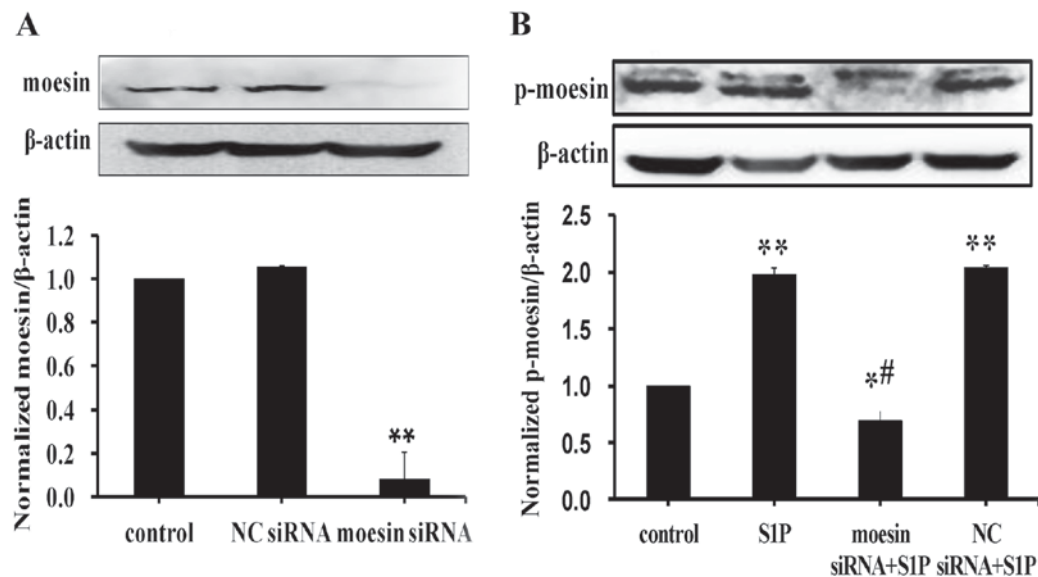 A
moesin
β-actin
Normalized moesin/β-actin
1.2
1.0
0.8
0.6
0.4
0.2
0.0
**
control
NC siRNA
moesin siRNA
B
p-moesin
β-actin
Normalized p-moesin/β-actin
2.5
2.0
1.5
1.0
0.5
0.0
**
*#
**
control
S1P
moesin
siRNA+S1P
NC
siRNA+S1P